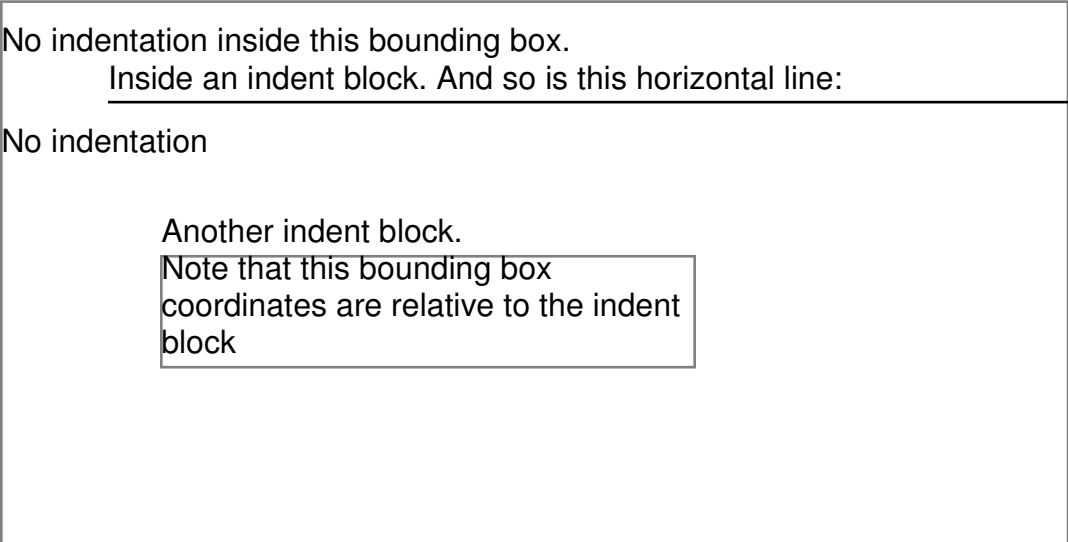 No indentation inside this bounding box.
Inside an indent block. And so is this horizontal line:
No indentation
Another indent block.
Note that this bounding box
coordinates are relative to the indent
block